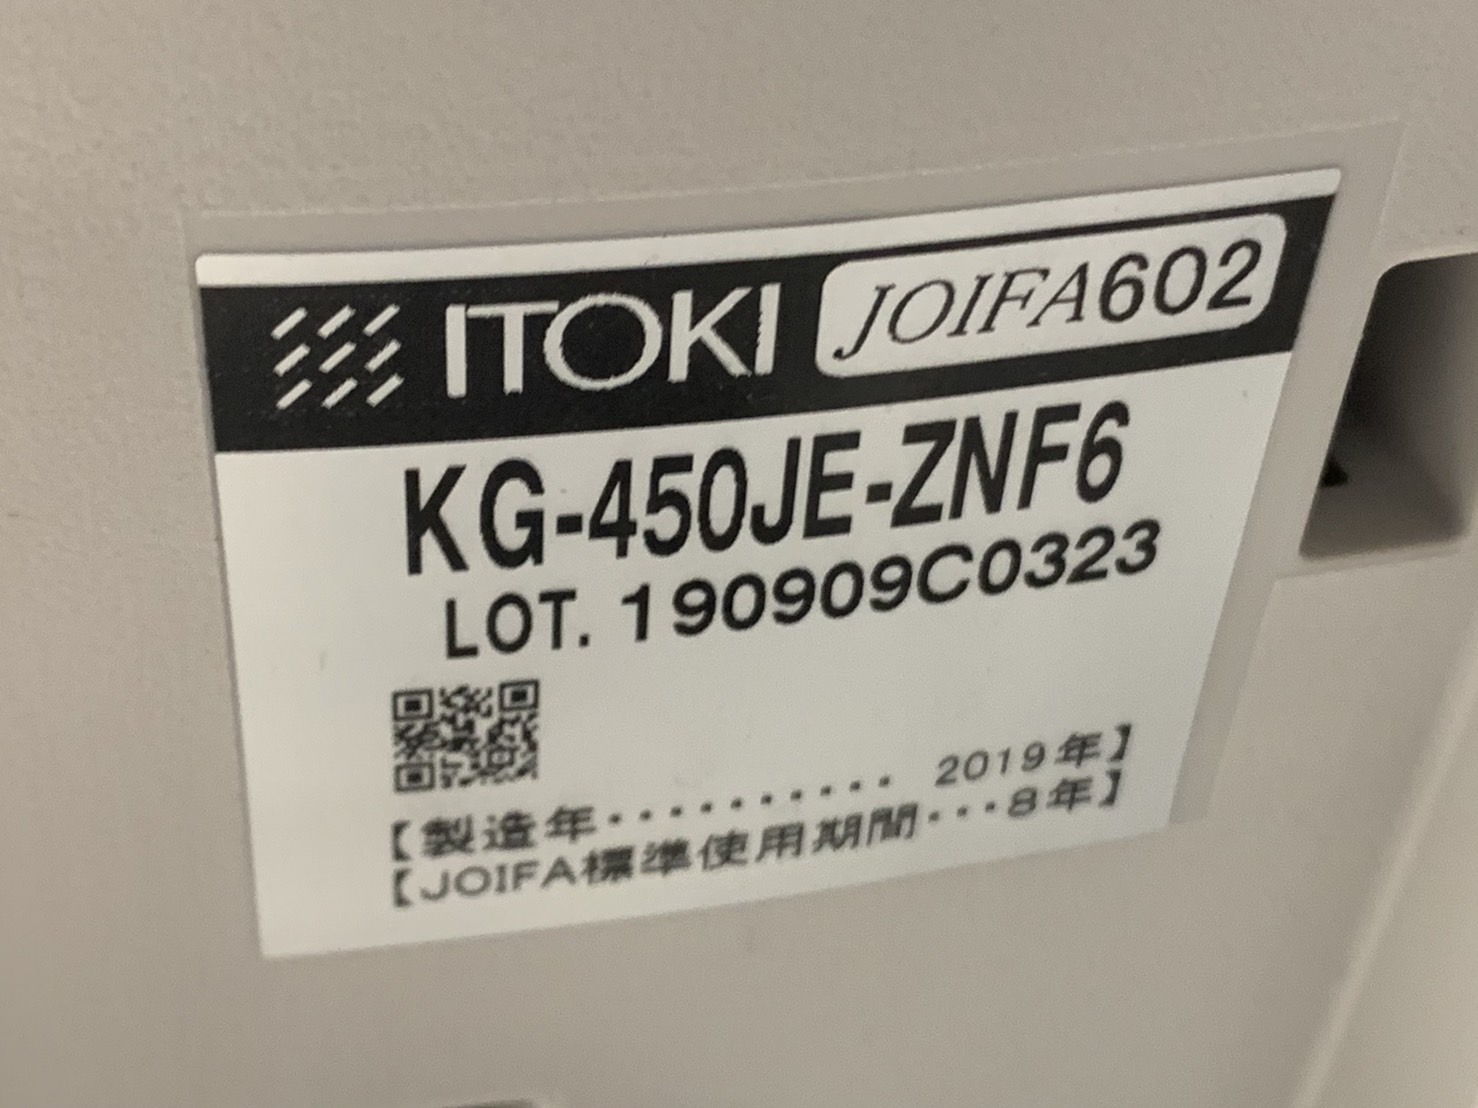 ITOKI JOIFA602
KG-450JE-ZNF6
LOT. 190909C0323
【製造年・・・・・・・・・・ 2019年】
【JOIFA標準使用期間・・・8年】